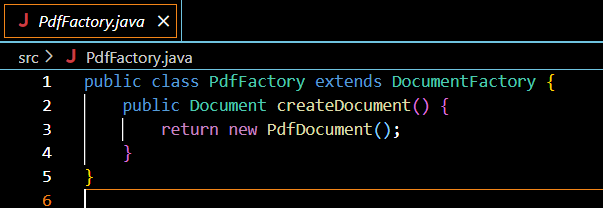 J PdfFactory.java ×
src > J PdfFactory.java
1 public class PdfFactory extends DocumentFactory {
2     public Document createDocument() {
3         return new PdfDocument();
4     }
5 }
6